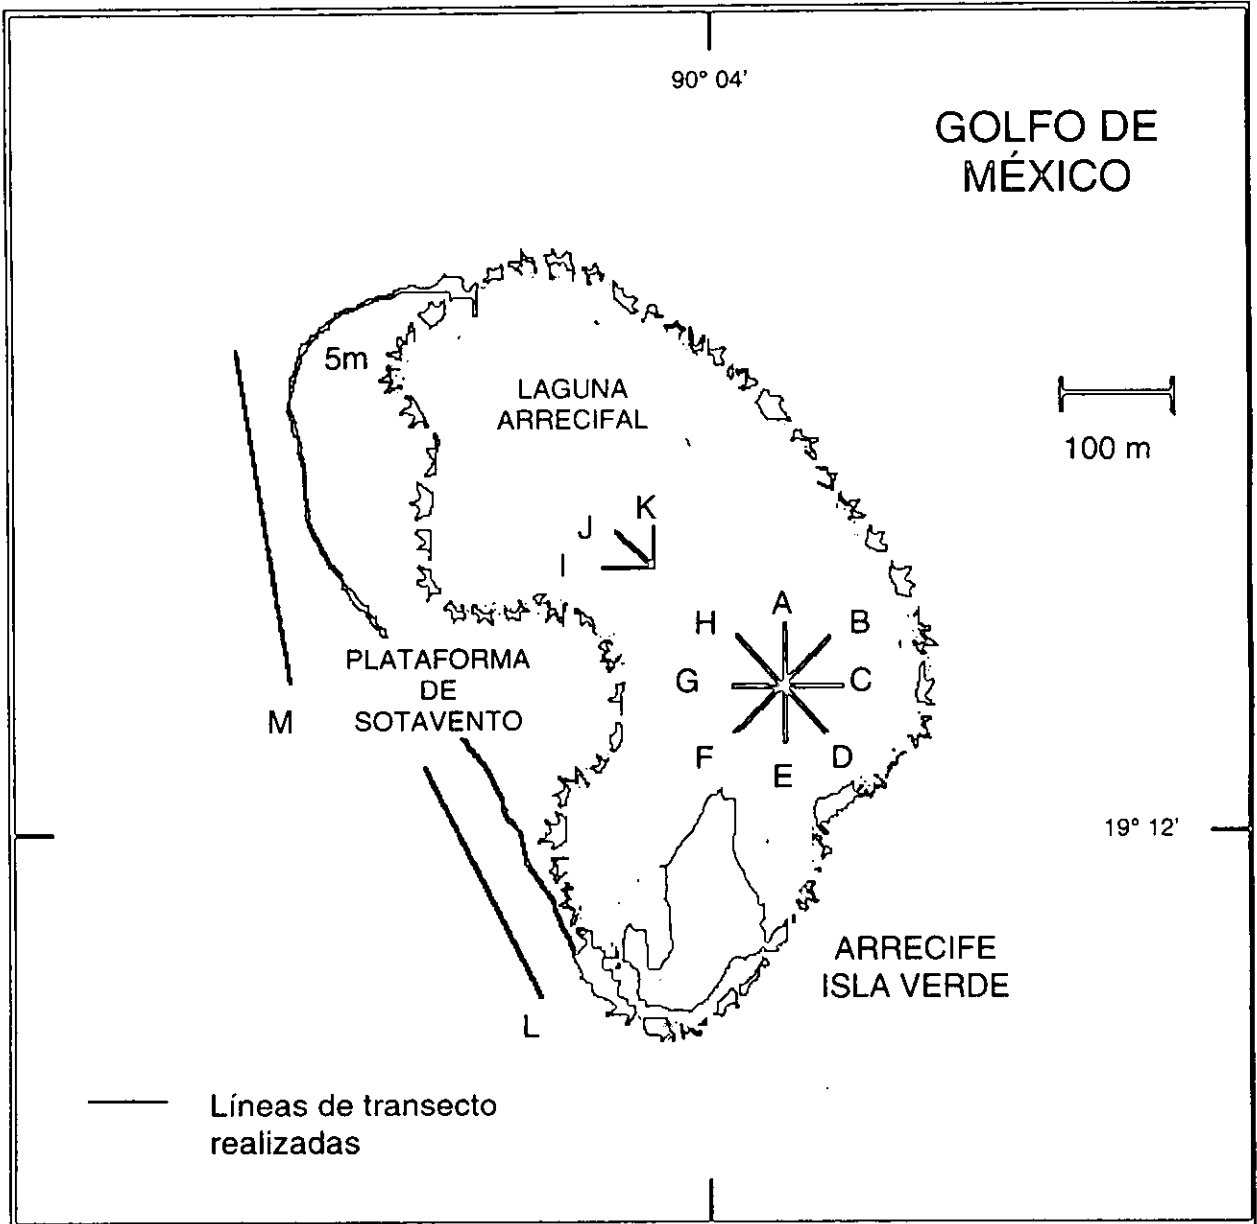 90° 04'
GOLFO DE
MÉXICO
5m
LAGUNA
ARRECIFAL
100 m
K
J
I
A
H
B
G
C
PLATAFORMA
DE
SOTAVENTO
M
F
E
D
19° 12'
ARRECIFE
ISLA VERDE
L
Líneas de transecto
realizadas